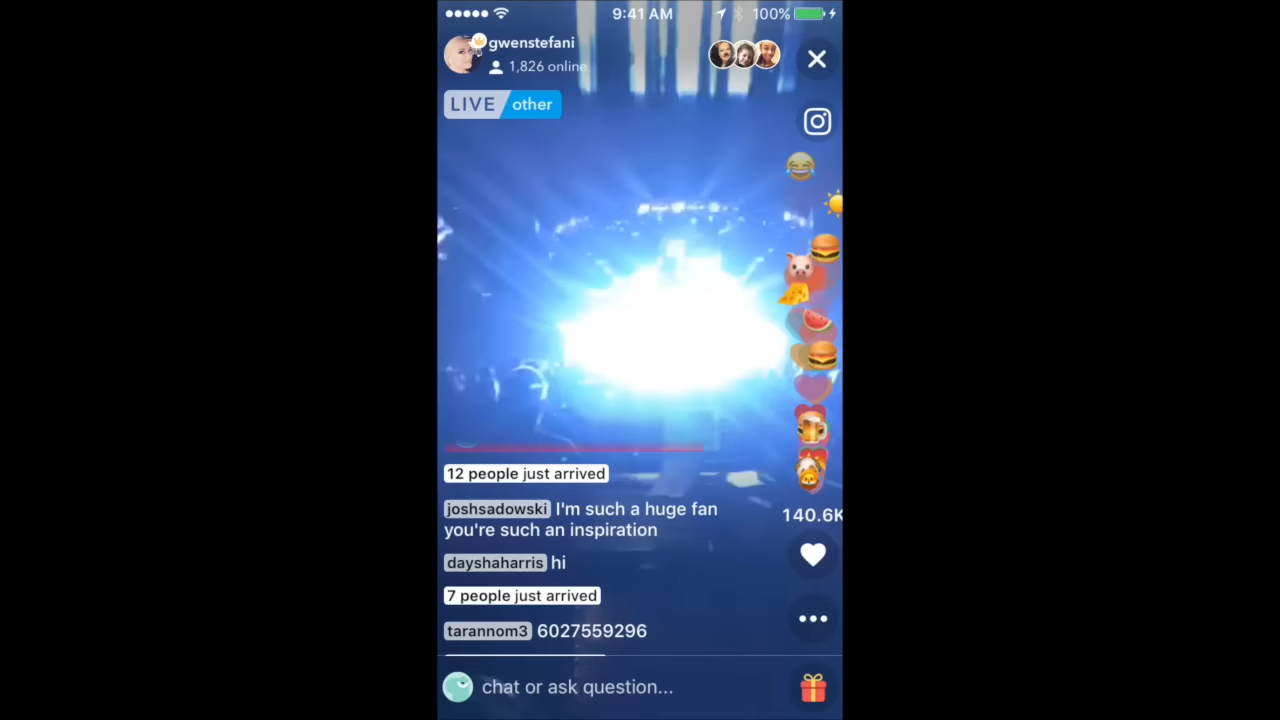 9:41 AM 100%
gwenstefani
1,826 online
LIVE other
12 people just arrived
joshsadowski I'm such a huge fan
you're such an inspiration
dayshaharris hi
7 people just arrived
tarannom3 6027559296
140.6K
chat or ask question...